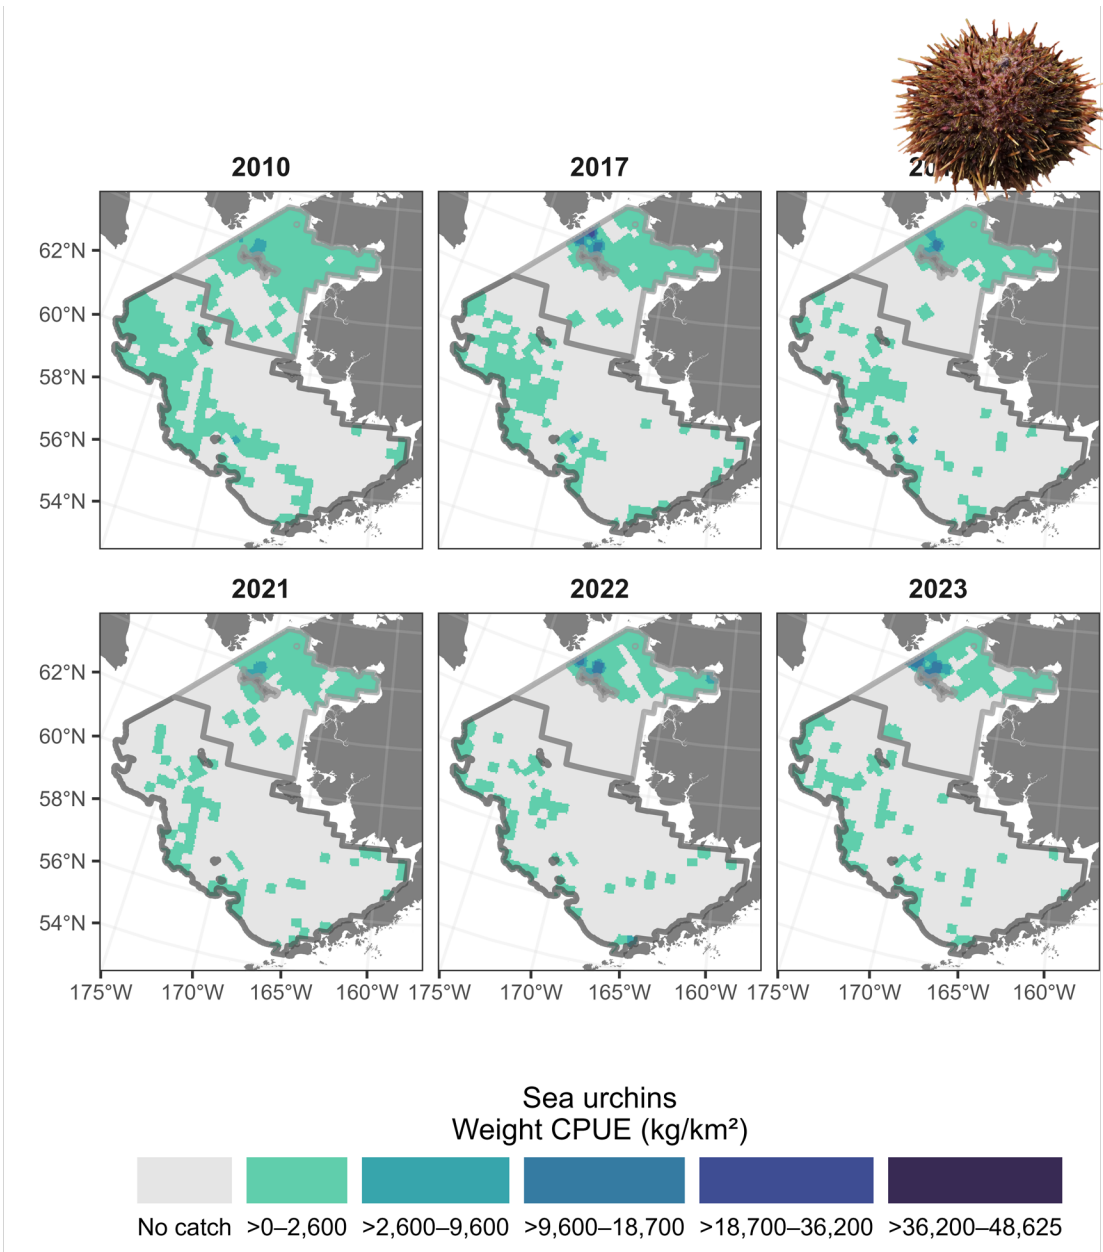 2010 2017 20
62°N
60°N
58°N
56°N
54°N
2021 2022 2023
62°N
60°N
58°N
56°N
54°N
175°W 170°W 165°W 160°W 175°W 170°W 165°W 160°W 175°W 170°W 165°W 160°W
Sea urchins
Weight CPUE (kg/km²)
No catch >0–2,600 >2,600–9,600 >9,600–18,700 >18,700–36,200 >36,200–48,625